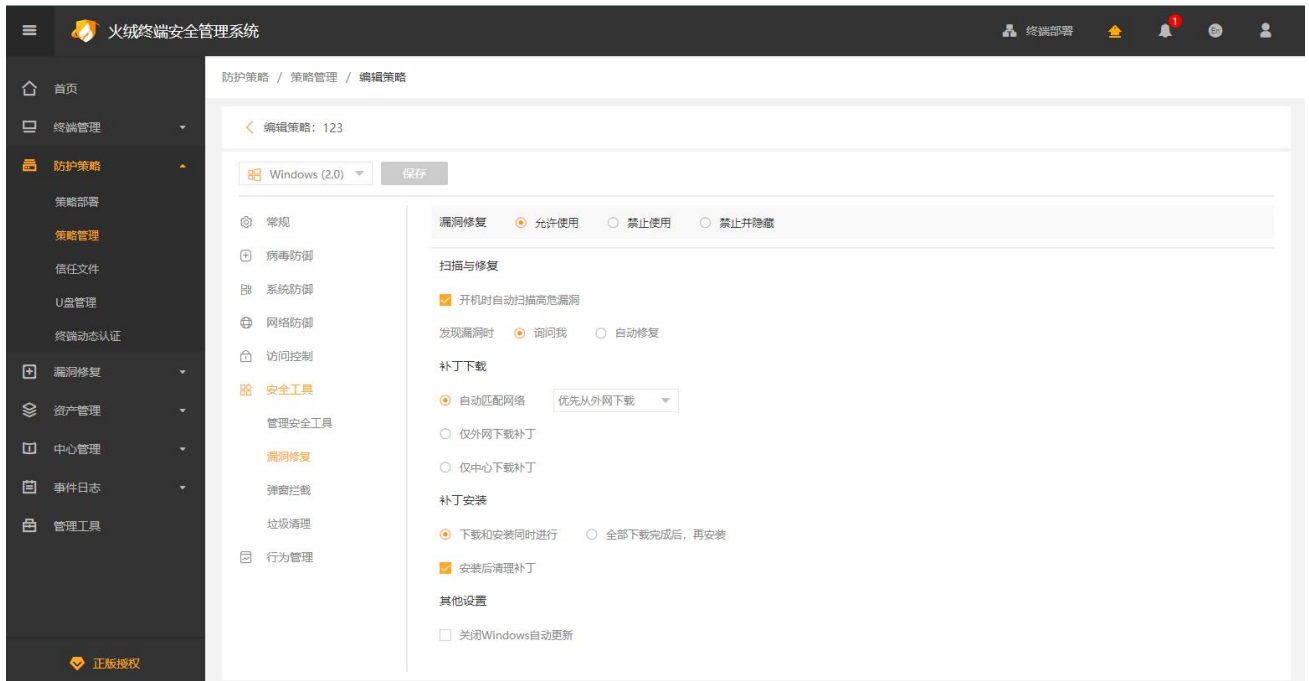 火绒终端安全管理系统
终端部署
1
En
首页
终端管理
防护策略
策略部署
策略管理
信任文件
U盘管理
终端动态认证
漏洞修复
资产管理
中心管理
事件日志
管理工具
正版授权
防护策略 / 策略管理 / 编辑策略
编辑策略：123
Windows (2.0)
保存
常规
病毒防御
系统防御
网络防御
访问控制
安全工具
管理安全工具
漏洞修复
弹窗拦截
垃圾清理
行为管理
漏洞修复 允许使用 禁止使用 禁止并隐藏
扫描与修复
开机时自动扫描高危漏洞
发现漏洞时 询问我 自动修复
补丁下载
自动匹配网络 优先从外网下载
仅外网下载补丁
仅中心下载补丁
补丁安装
下载和安装同时进行 全部下载完成后，再安装
安装后清理补丁
其他设置
关闭Windows自动更新